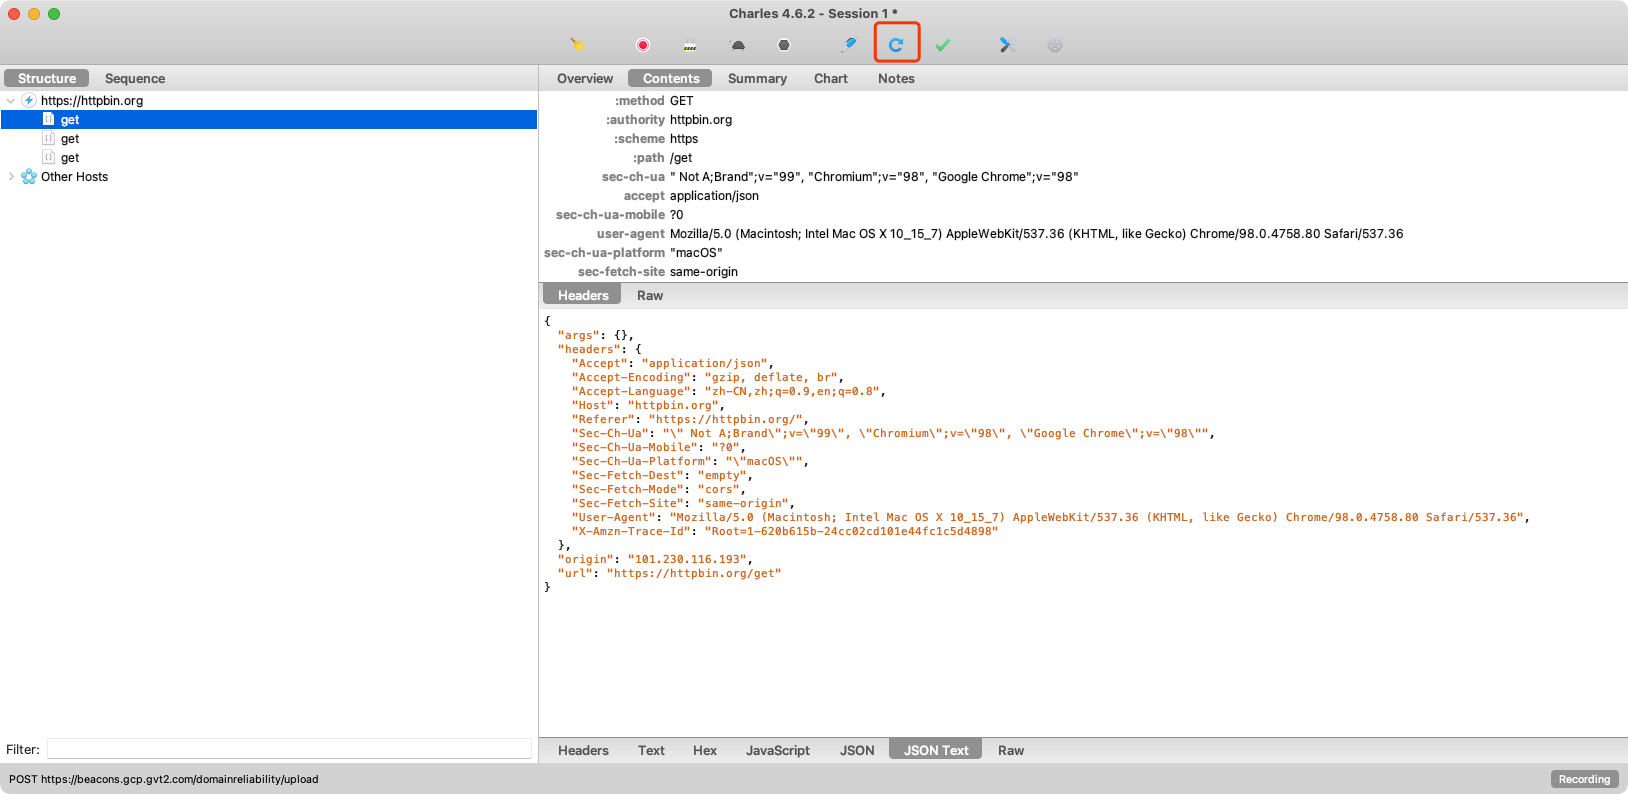 Charles 4.6.2 - Session 1 *
Structure Sequence
Overview Contents Summary Chart Notes
https://httpbin.org
get
get
get
Other Hosts
:method GET
:authority httpbin.org
:scheme https
:path /get
sec-ch-ua " Not A;Brand";v="99", "Chromium";v="98", "Google Chrome";v="98"
accept application/json
sec-ch-ua-mobile ?0
user-agent Mozilla/5.0 (Macintosh; Intel Mac OS X 10_15_7) AppleWebKit/537.36 (KHTML, like Gecko) Chrome/98.0.4758.80 Safari/537.36
sec-ch-ua-platform "macOS"
sec-fetch-site same-origin
Headers Raw
{
"args": {},
"headers": {
"Accept": "application/json",
"Accept-Encoding": "gzip, deflate, br",
"Accept-Language": "zh-CN,zh;q=0.9,en;q=0.8",
"Host": "httpbin.org",
"Referer": "https://httpbin.org/",
"Sec-Ch-Ua": "\" Not A;Brand\";v=\"99\", \"Chromium\";v=\"98\", \"Google Chrome\";v=\"98\"",
"Sec-Ch-Ua-Mobile": "?0",
"Sec-Ch-Ua-Platform": "\"macOS\"",
"Sec-Fetch-Dest": "empty",
"Sec-Fetch-Mode": "cors",
"Sec-Fetch-Site": "same-origin",
"User-Agent": "Mozilla/5.0 (Macintosh; Intel Mac OS X 10_15_7) AppleWebKit/537.36 (KHTML, like Gecko) Chrome/98.0.4758.80 Safari/537.36",
"X-Amzn-Trace-Id": "Root=1-620b615b-24cc02cd101e44fc1c5d4898"
},
"origin": "101.230.116.193",
"url": "https://httpbin.org/get"
}
Filter:
Headers Text Hex JavaScript JSON JSON Text Raw
POST https://beacons.gcp.gvt2.com/domainreliability/upload
Recording